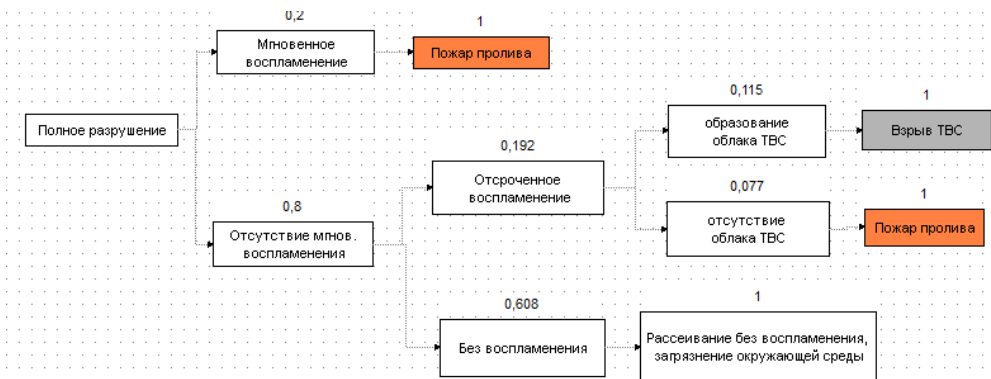 0,2
Мгновенное
воспламенение
1
Пожар пролива
Полное разрушение
0,8
Отсутствие мгнов.
воспламенения
0,192
Отсроченное
воспламенение
0,115
образование
облака ТВС
1
Взрыв ТВС
0,077
отсутствие
облака ТВС
1
Пожар пролива
0,608
Без воспламенения
1
Рассеивание без воспламенения,
загрязнение окружающей среды